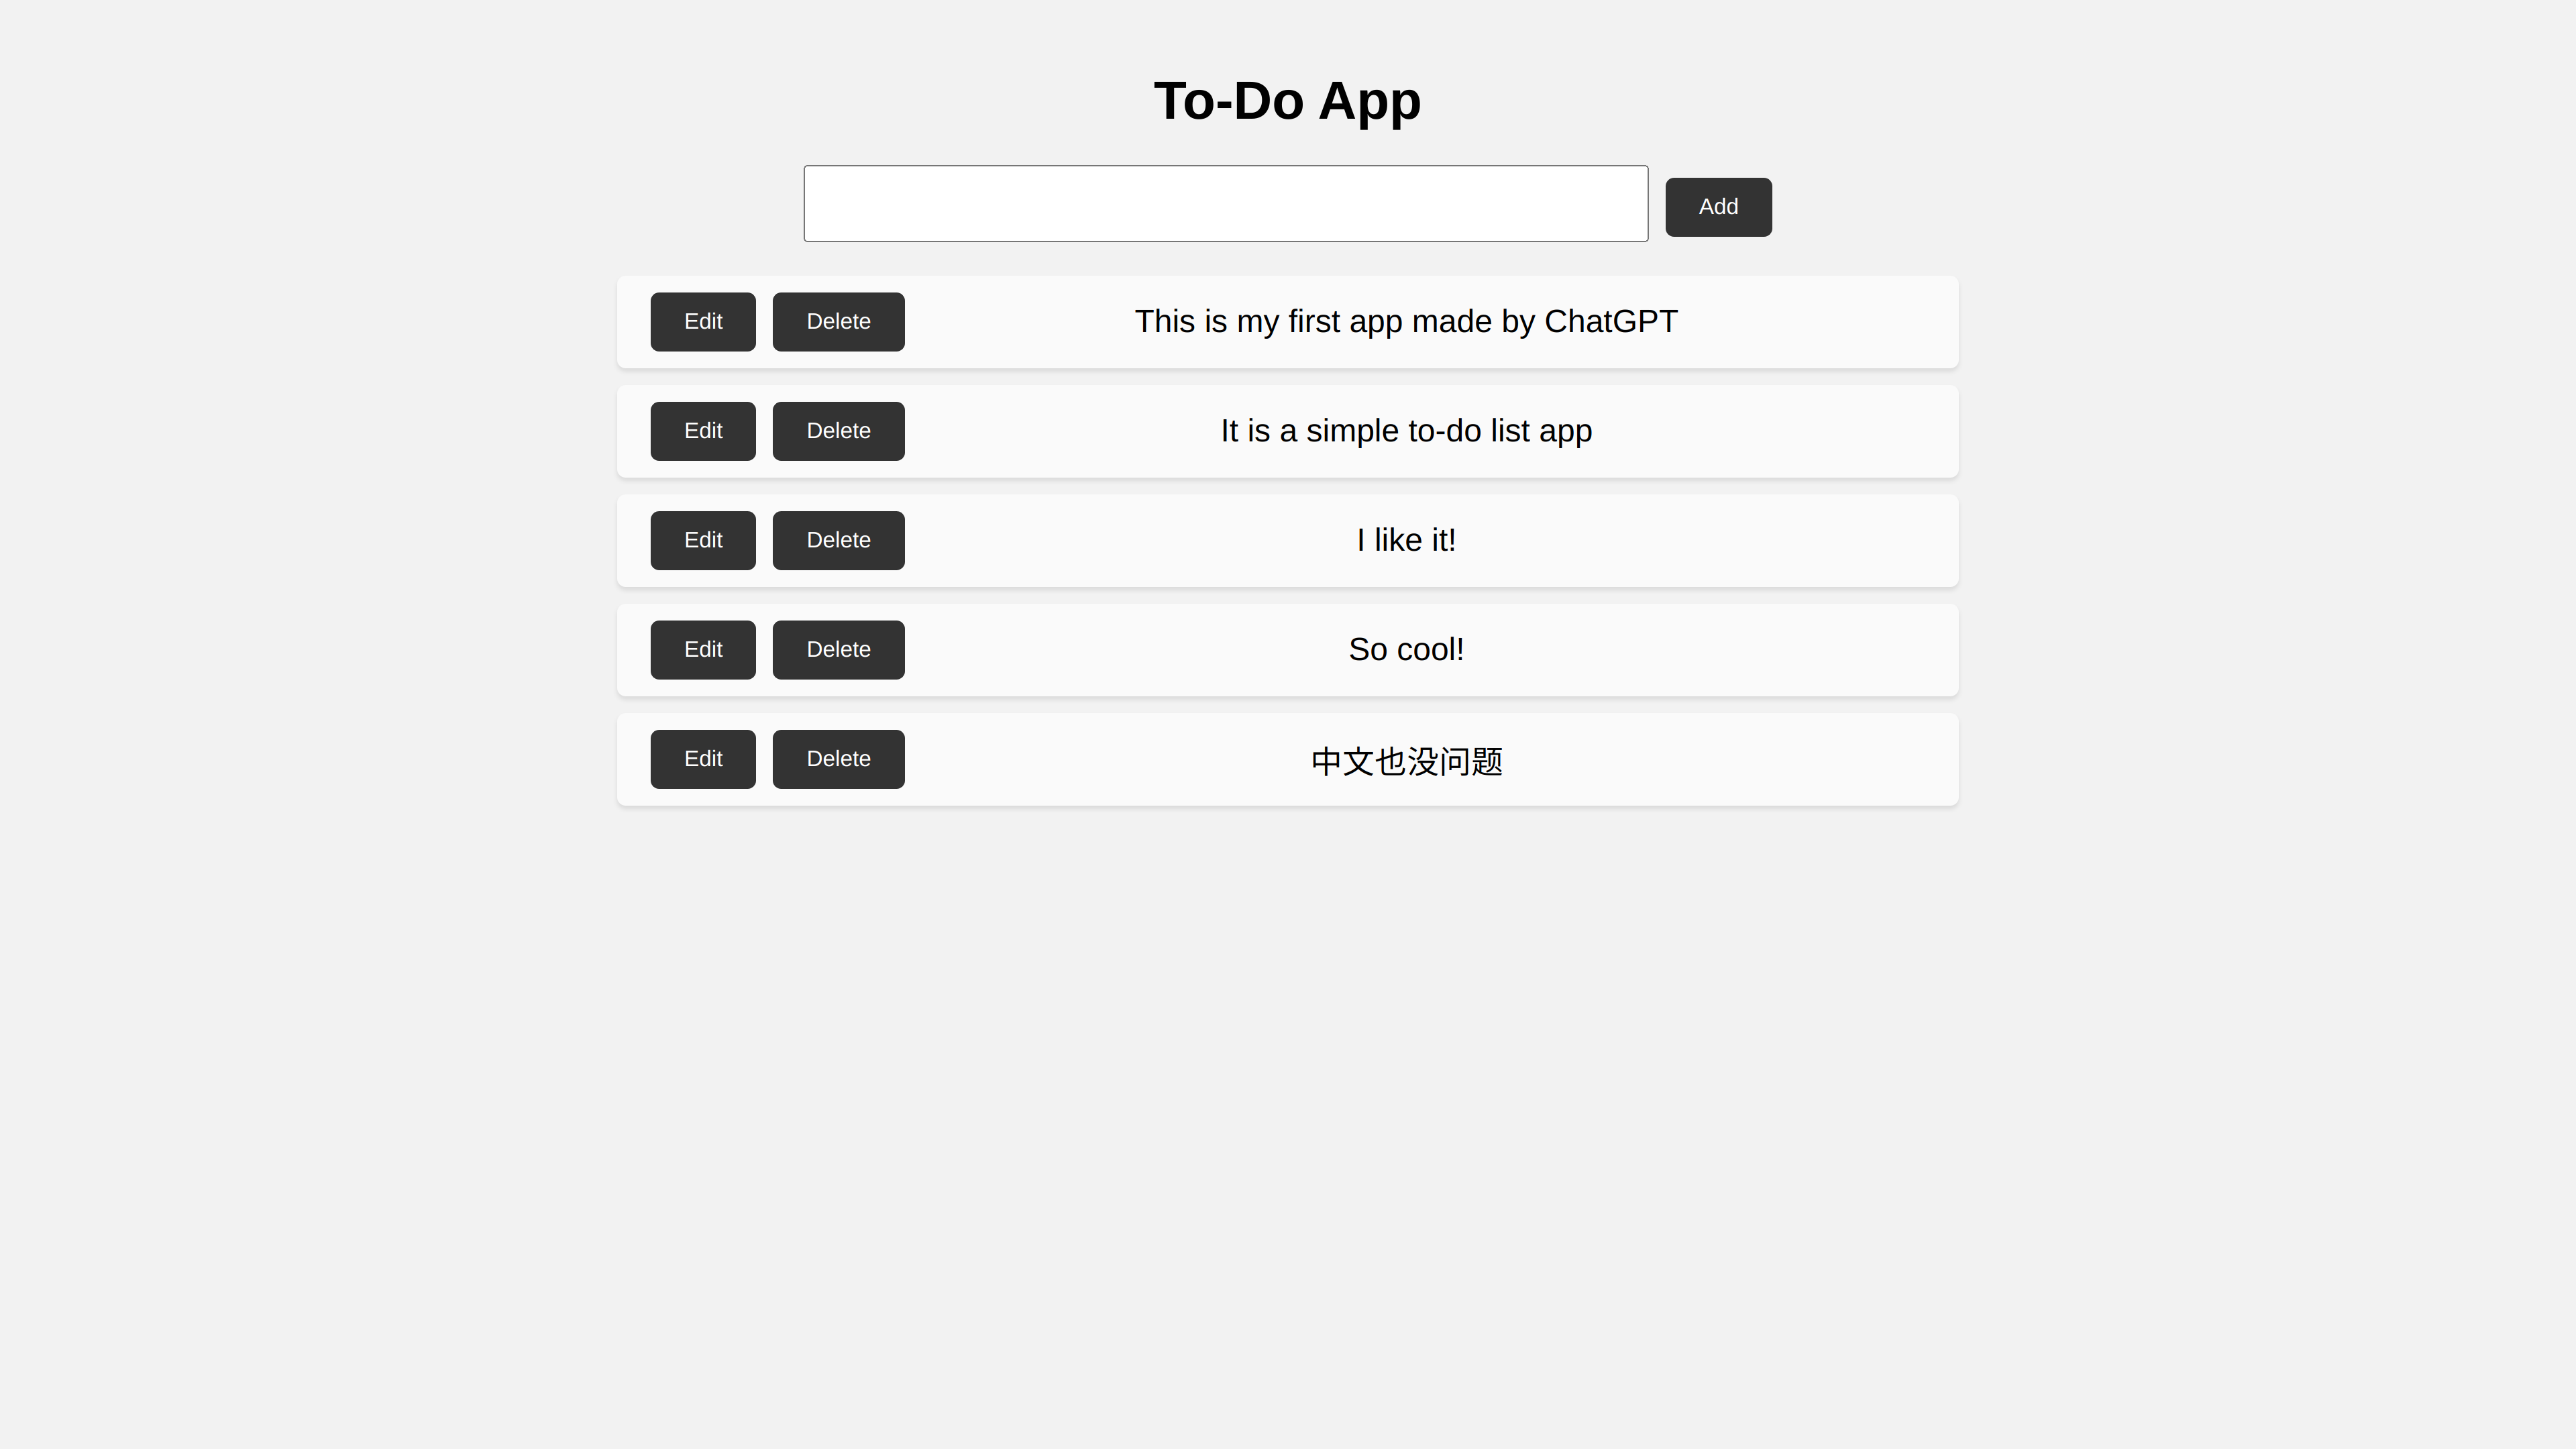 To-Do App
Add
Edit Delete This is my first app made by ChatGPT
Edit Delete It is a simple to-do list app
Edit Delete I like it!
Edit Delete So cool!
Edit Delete 中文也没问题